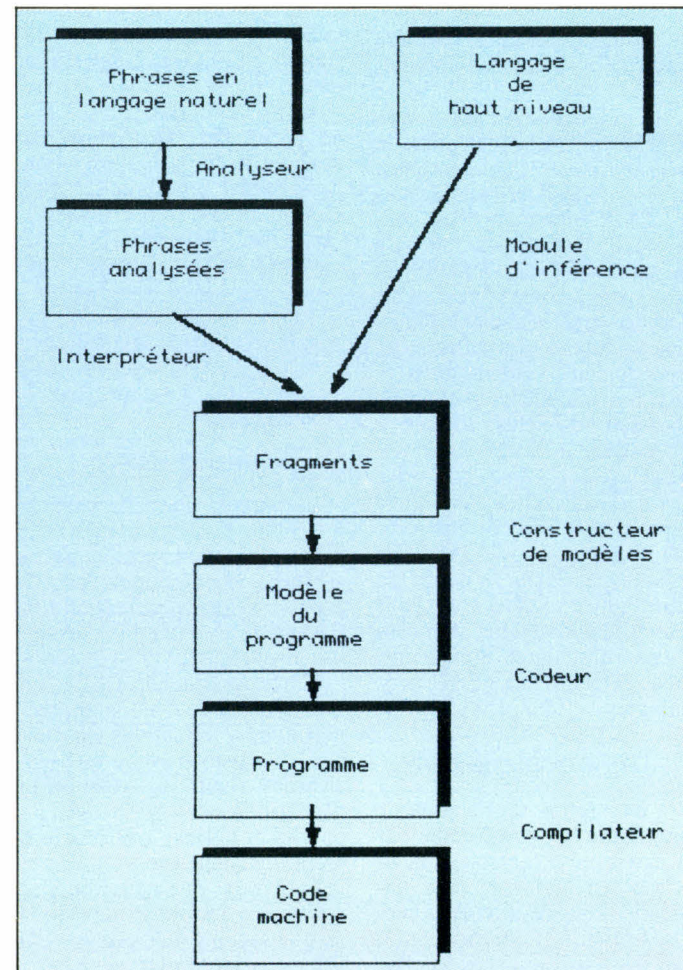 Phrases en
langage naturel
Langage
de
haut niveau
Analyseur
Phrases
analysées
Module
d'inférence
Interpréteur
Fragments
Constructeur
de modèles
Modèle
du
programme
Codeur
Programme
Compilateur
Code
machine